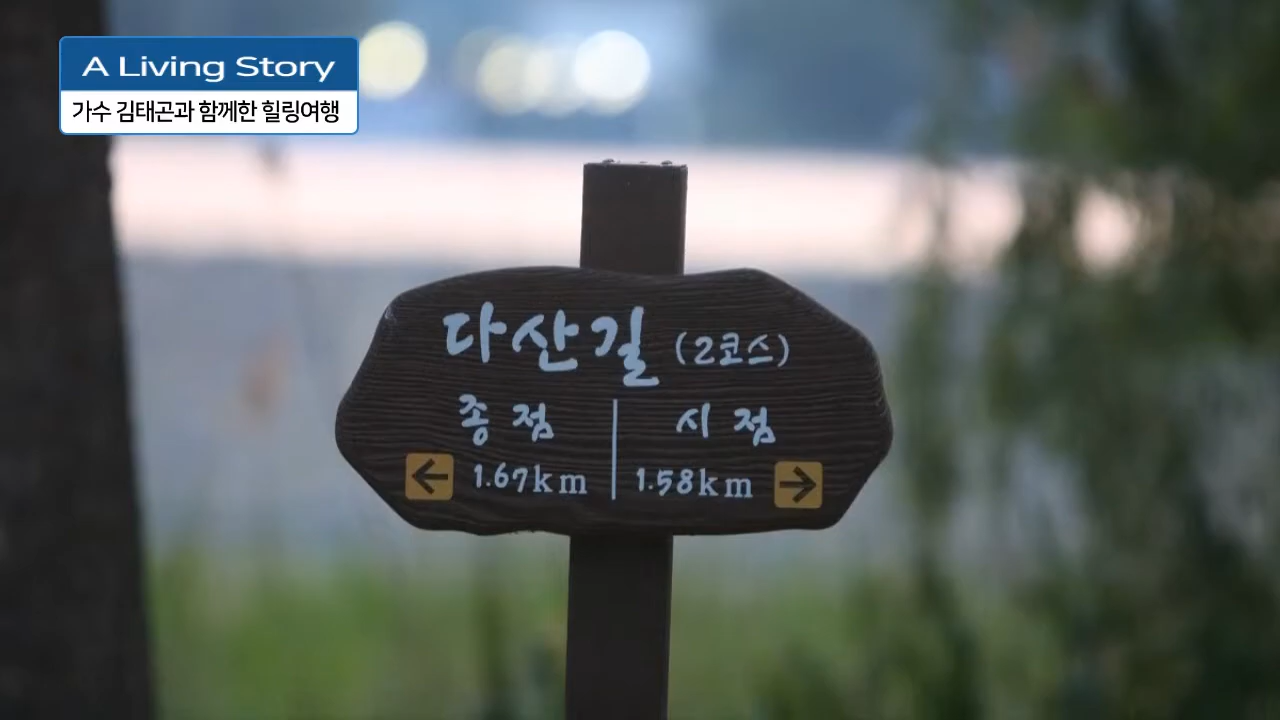 A Living Story
가수 김태곤과 함께한 힐링여행
다산길 (2코스)
종점 시점
← 1.67km 1.58km →